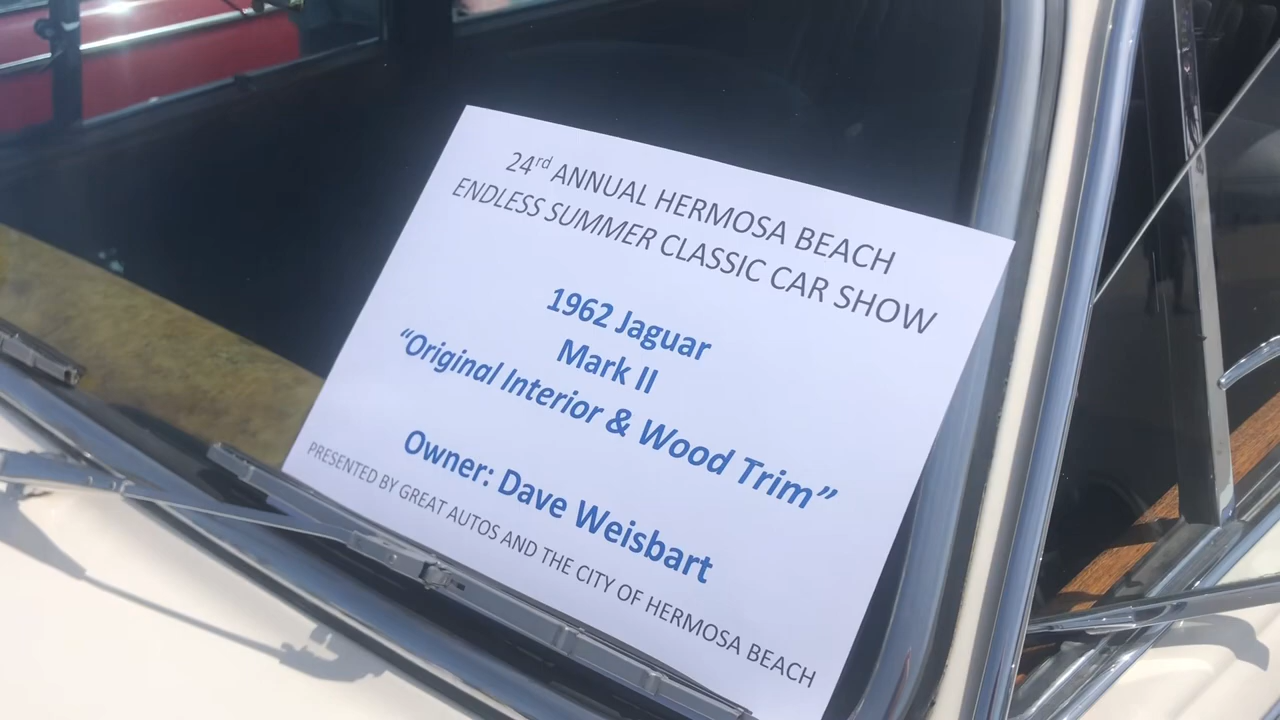 24rd ANNUAL HERMOSA BEACH
ENDLESS SUMMER CLASSIC CAR SHOW
1962 Jaguar
Mark II
“Original Interior & Wood Trim”
Owner: Dave Weisbart
PRESENTED BY GREAT AUTOS AND THE CITY OF HERMOSA BEACH